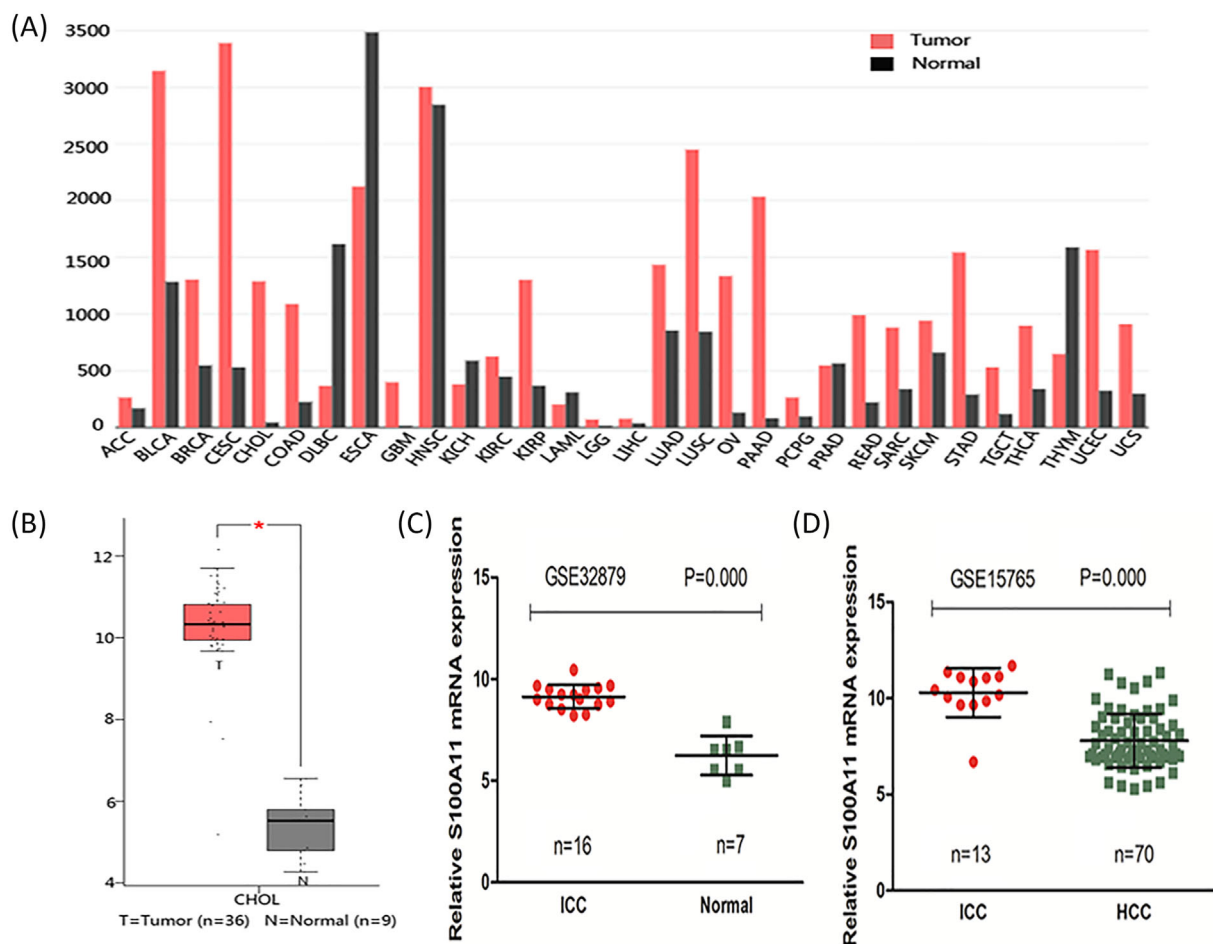 (A)
3500
3000
2500
2000
1500
1000
500
0
Tumor
Normal
ACC
BLCA
BRCA
CESC
CHOL
COAD
DLBC
ESCA
GBM
HNSC
KICH
KIRC
KIRP
LAML
LGG
LIHC
LUAD
LUSC
OV
PAAD
PCPG
PRAD
READ
SARC
SKCM
STAD
TGCT
THCA
THYM
UCEC
UCS
(B)
12
10
8
6
4
*
T
N
CHOL
T=Tumor (n=36) N=Normal (n=9)
(C)
Relative S100A11 mRNA expression
15
10
5
0
GSE32879 P=0.000
n=16 n=7
ICC Normal
(D)
Relative S100A11 mRNA expression
15
10
5
0
GSE15765 P=0.000
n=13 n=70
ICC HCC